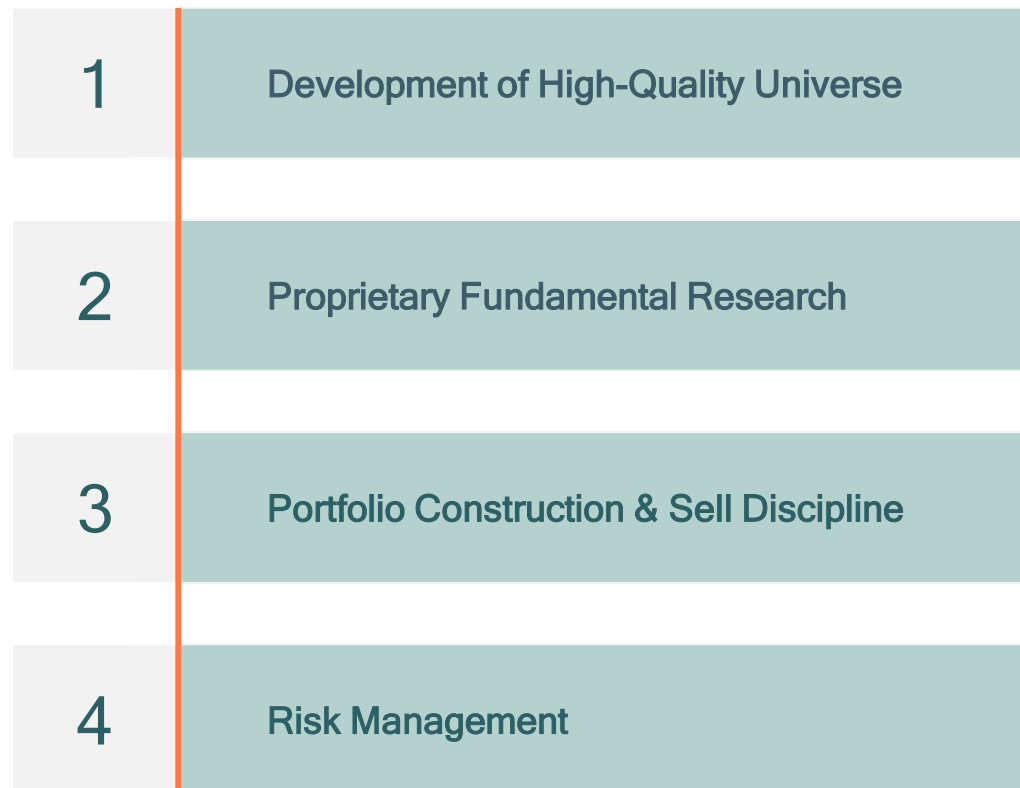 1
Development of High-Quality Universe
2
Proprietary Fundamental Research
3
Portfolio Construction & Sell Discipline
4
Risk Management